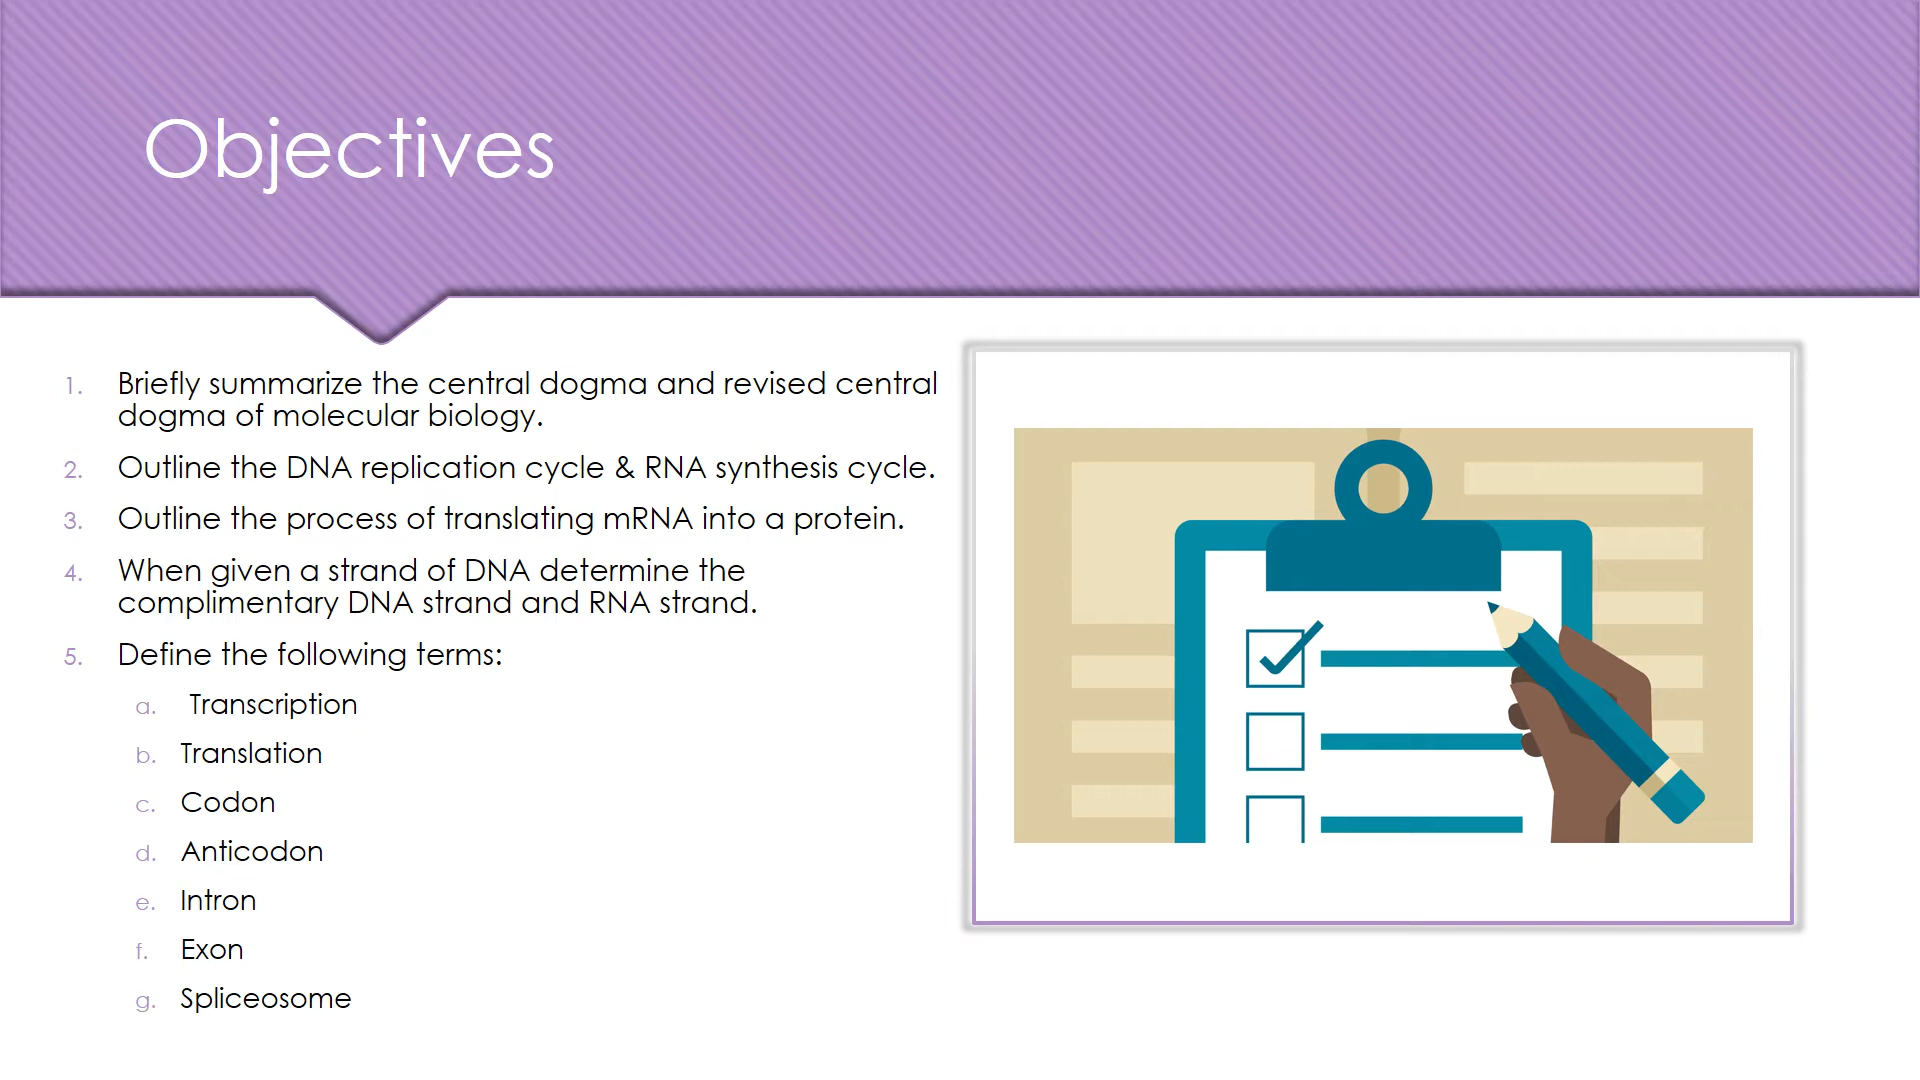 Objectives
1. Briefly summarize the central dogma and revised central
dogma of molecular biology.
2. Outline the DNA replication cycle & RNA synthesis cycle.
3. Outline the process of translating mRNA into a protein.
4. When given a strand of DNA determine the
complimentary DNA strand and RNA strand.
5. Define the following terms:
a. Transcription
b. Translation
c. Codon
d. Anticodon
e. Intron
f. Exon
g. Spliceosome